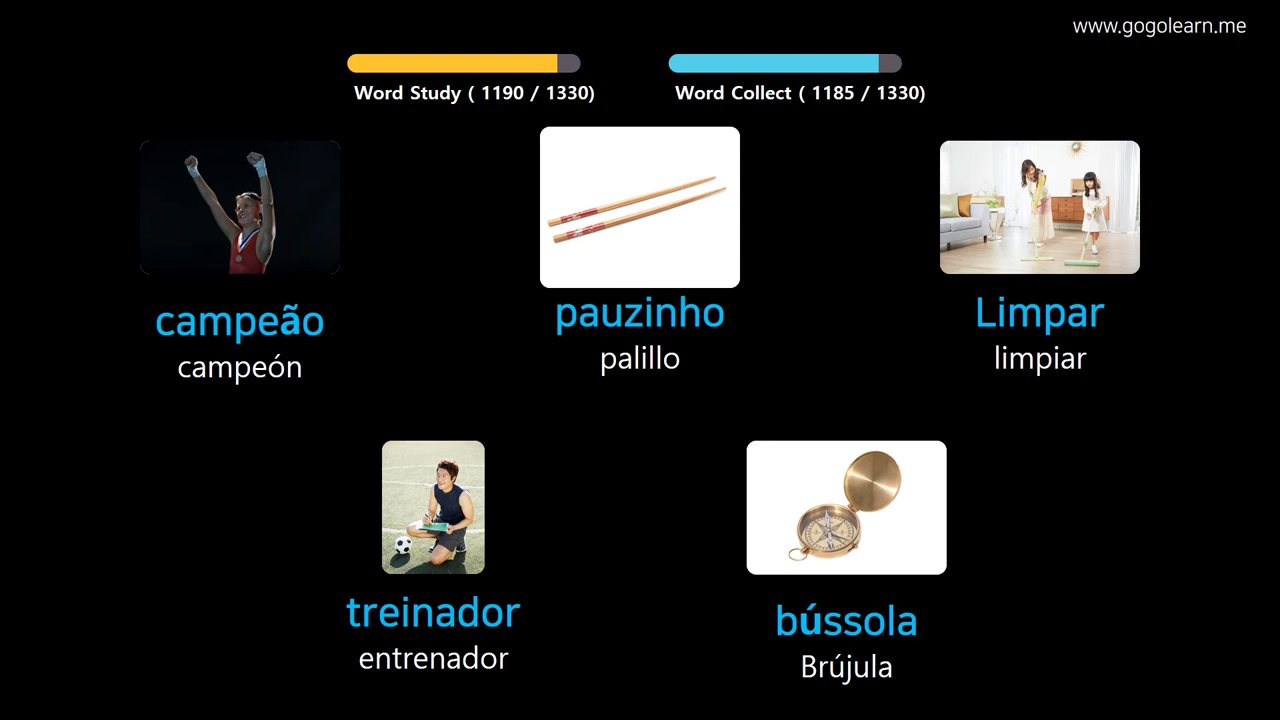 www.gogolearn.me
Word Study ( 1190 / 1330)
Word Collect ( 1185 / 1330)
campeão
campeón
pauzinho
palillo
Limpar
limpiar
treinador
entrenador
bússola
Brújula